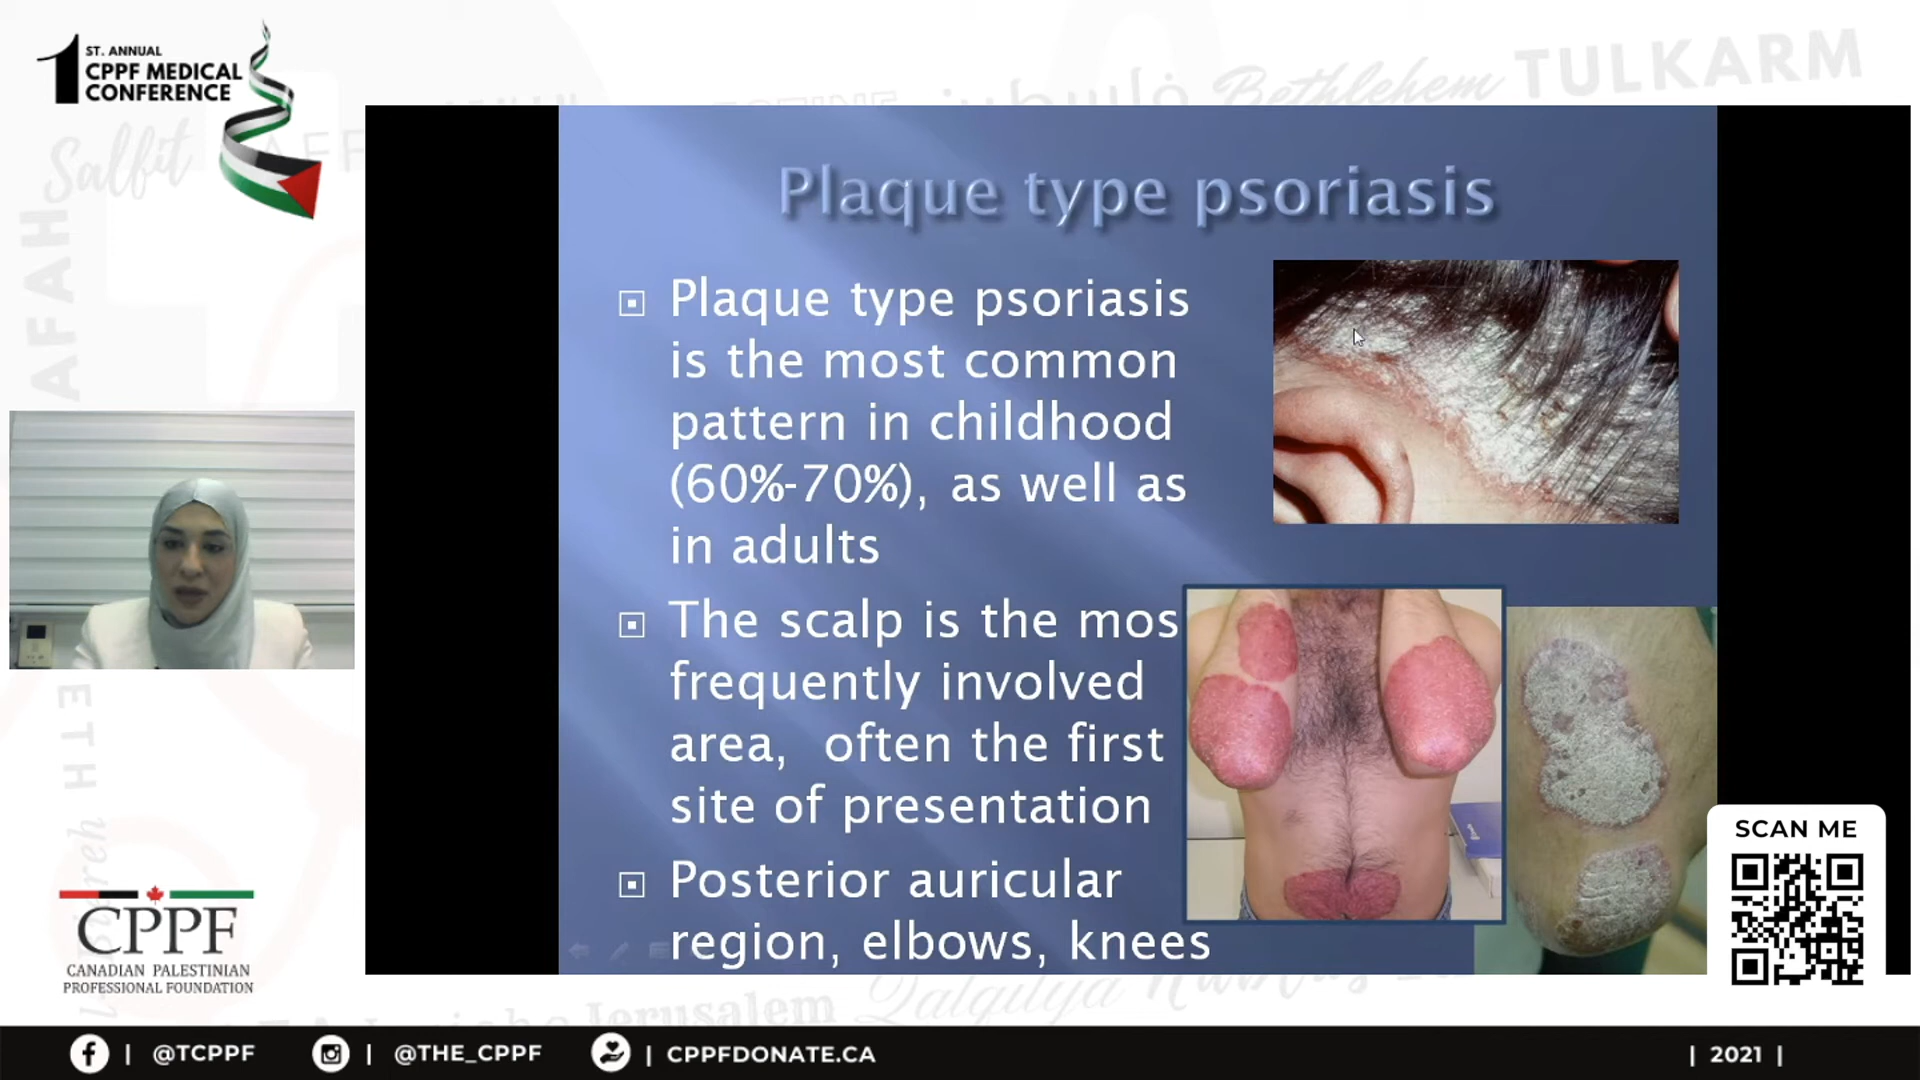 ST. ANNUAL
1 CPPF MEDICAL
CONFERENCE
TULKARM
Bethlehem
Salfit
AFAH
Plaque type psoriasis
Plaque type psoriasis
is the most common
pattern in childhood
(60%-70%), as well as
in adults
The scalp is the mos
frequently involved
area, often the first
site of presentation
Posterior auricular
region, elbows, knees
SCAN ME
CPPF
CANADIAN PALESTINIAN
PROFESSIONAL FOUNDATION
Jerusalem
Qalqilya
@TCPPF
| @THE_CPPF
| CPPFDONATE.CA
| 2021 |